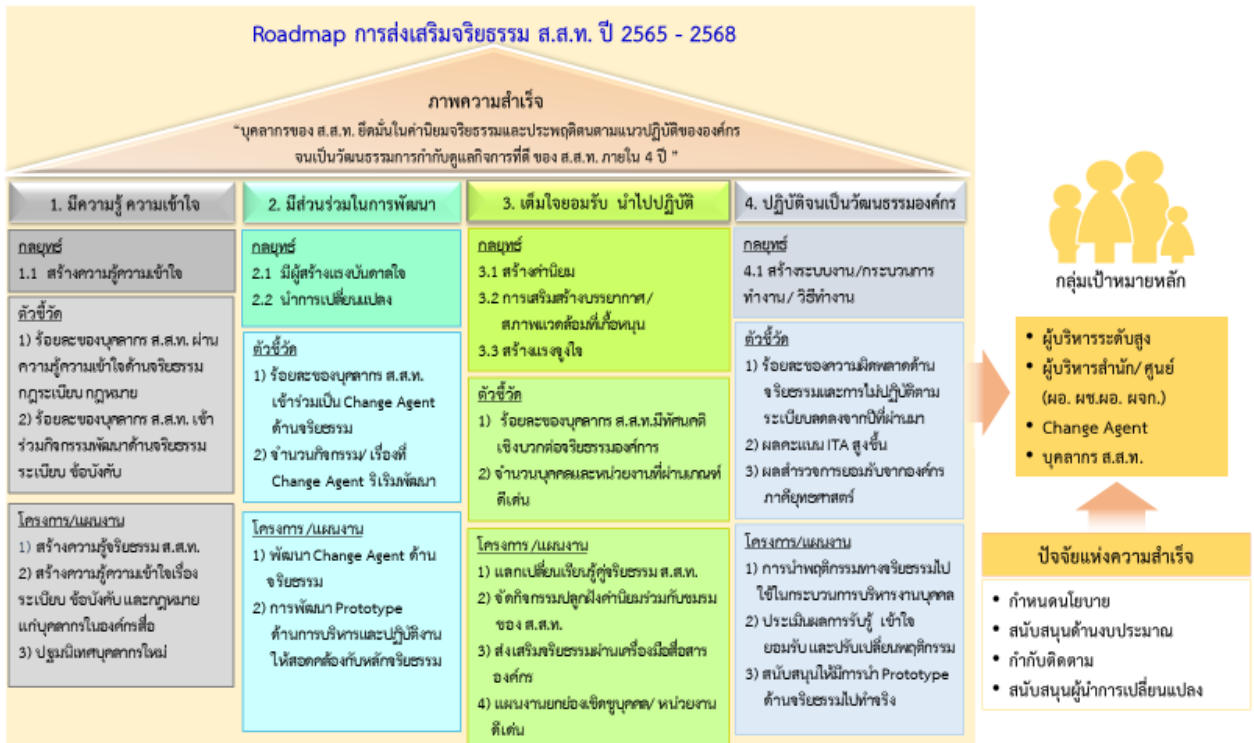 Roadmap การส่งเสริมจริยธรรม ส.ส.ท. ปี 2565 - 2568
ภาพความสำเร็จ
“บุคลากรของ ส.ส.ท. ยึดมั่นในค่านิยมจริยธรรมและประพฤติตนตามแนวปฏิบัติขององค์กร
จนเป็นวัฒนธรรมการกำกับดูแลกิจการที่ดี ของ ส.ส.ท. ภายใน 4 ปี ”
1. มีความรู้ ความเข้าใจ
กลยุทธ์
1.1 สร้างความรู้ความเข้าใจ
ตัวชี้วัด
1) ร้อยละของบุคลากร ส.ส.ท. ผ่าน
ความรู้ความเข้าใจด้านจริยธรรม
กฎระเบียบ กฎหมาย
2) ร้อยละของบุคลากร ส.ส.ท. เข้า
ร่วมกิจกรรมพัฒนาด้านจริยธรรม
ระเบียบ ข้อบังคับ
โครงการ/แผนงาน
1) สร้างความรู้จริยธรรม ส.ส.ท.
2) สร้างความรู้ความเข้าใจเรื่อง
ระเบียบ ข้อบังคับ และกฎหมาย
แก่บุคลากรในองค์กรสื่อ
3) ปฐมนิเทศบุคลากรใหม่
2. มีส่วนร่วมในการพัฒนา
กลยุทธ์
2.1 มีผู้สร้างแรงบันดาลใจ
2.2 นำการเปลี่ยนแปลง
ตัวชี้วัด
1) ร้อยละของบุคลากร ส.ส.ท.
เข้าร่วมเป็น Change Agent
ด้านจริยธรรม
2) จำนวนกิจกรรม/ เรื่องที่
Change Agent ริเริ่มพัฒนา
โครงการ /แผนงาน
1) พัฒนา Change Agent ด้าน
จริยธรรม
2) การพัฒนา Prototype
ด้านการบริหารและปฏิบัติงาน
ให้สอดคล้องกับหลักจริยธรรม
3. เต็มใจยอมรับ นำไปปฏิบัติ
กลยุทธ์
3.1 สร้างค่านิยม
3.2 การเสริมสร้างบรรยากาศ/
สภาพแวดล้อมที่เกื้อหนุน
3.3 สร้างแรงจูงใจ
ตัวชี้วัด
1) ร้อยละของบุคลากร ส.ส.ท.มีทัศนคติ
เชิงบวกต่อจริยธรรมองค์การ
2) จำนวนบุคคลและหน่วยงานที่ผ่านเกณฑ์
ดีเด่น
โครงการ /แผนงาน
1) แลกเปลี่ยนเรียนรู้คู่จริยธรรม ส.ส.ท.
2) จัดกิจกรรมปลูกฝังค่านิยมร่วมกับชมรม
ของ ส.ส.ท.
3) ส่งเสริมจริยธรรมผ่านเครื่องมือสื่อสาร
องค์กร
4) แผนงานยกย่องเชิดชูบุคคล/ หน่วยงาน
ดีเด่น
4. ปฏิบัติจนเป็นวัฒนธรรมองค์กร
กลยุทธ์
4.1 สร้างระบบงาน/กระบวนการ
ทำงาน/ วิธีทำงาน
ตัวชี้วัด
1) ร้อยละของความผิดพลาดด้าน
จริยธรรมและการไม่ปฏิบัติตาม
ระเบียบลดลงจากปีที่ผ่านมา
2) ผลคะแนน ITA สูงขึ้น
3) ผลสำรวจการยอมรับจากองค์กร
ภาคียุทธศาสตร์
โครงการ/แผนงาน
1) การนำพฤติกรรมทางจริยธรรมไป
ใช้ในกระบวนการบริหารงานบุคคล
2) ประเมินผลการรับรู้ เข้าใจ
ยอมรับ และปรับเปลี่ยนพฤติกรรม
3) สนับสนุนให้มีการนำ Prototype
ด้านจริยธรรมไปทำจริง
กลุ่มเป้าหมายหลัก
• ผู้บริหารระดับสูง
• ผู้บริหารสำนัก/ ศูนย์
(ผอ. ผช.ผอ. ผจก.)
• Change Agent
• บุคลากร ส.ส.ท.
ปัจจัยแห่งความสำเร็จ
• กำหนดนโยบาย
• สนับสนุนด้านงบประมาณ
• กำกับติดตาม
• สนับสนุนผู้นำการเปลี่ยนแปลง